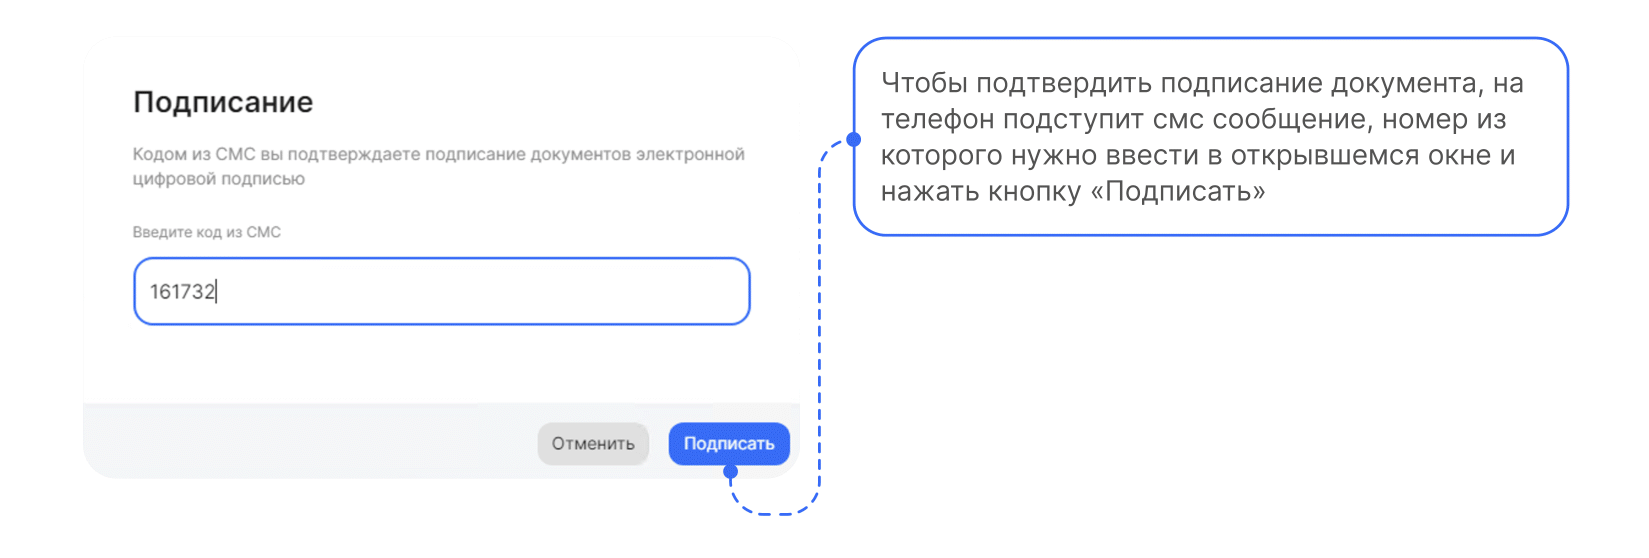 Подписание
Кодом из СМС вы подтверждаете подписание документов электронной
цифровой подписью
Введите код из СМС
161732
Отменить
Подписать
Чтобы подтвердить подписание документа, на
телефон подступит смс сообщение, номер из
которого нужно ввести в открывшемся окне и
нажать кнопку «Подписать»